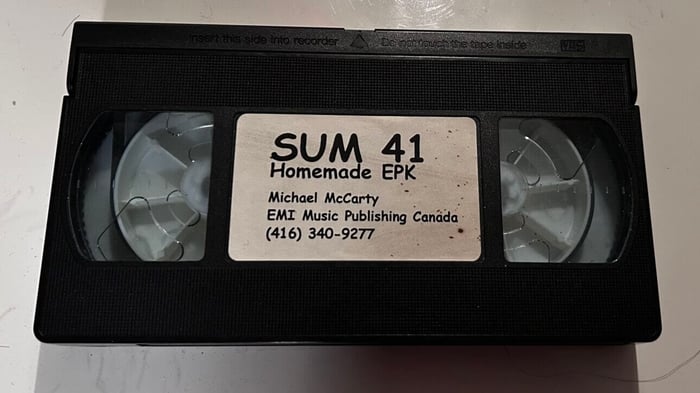 Insert this side into recorder Do not touch the tape inside VHS
SUM 41
Homemade EPK
Michael McCarty
EMI Music Publishing Canada
(416) 340-9277